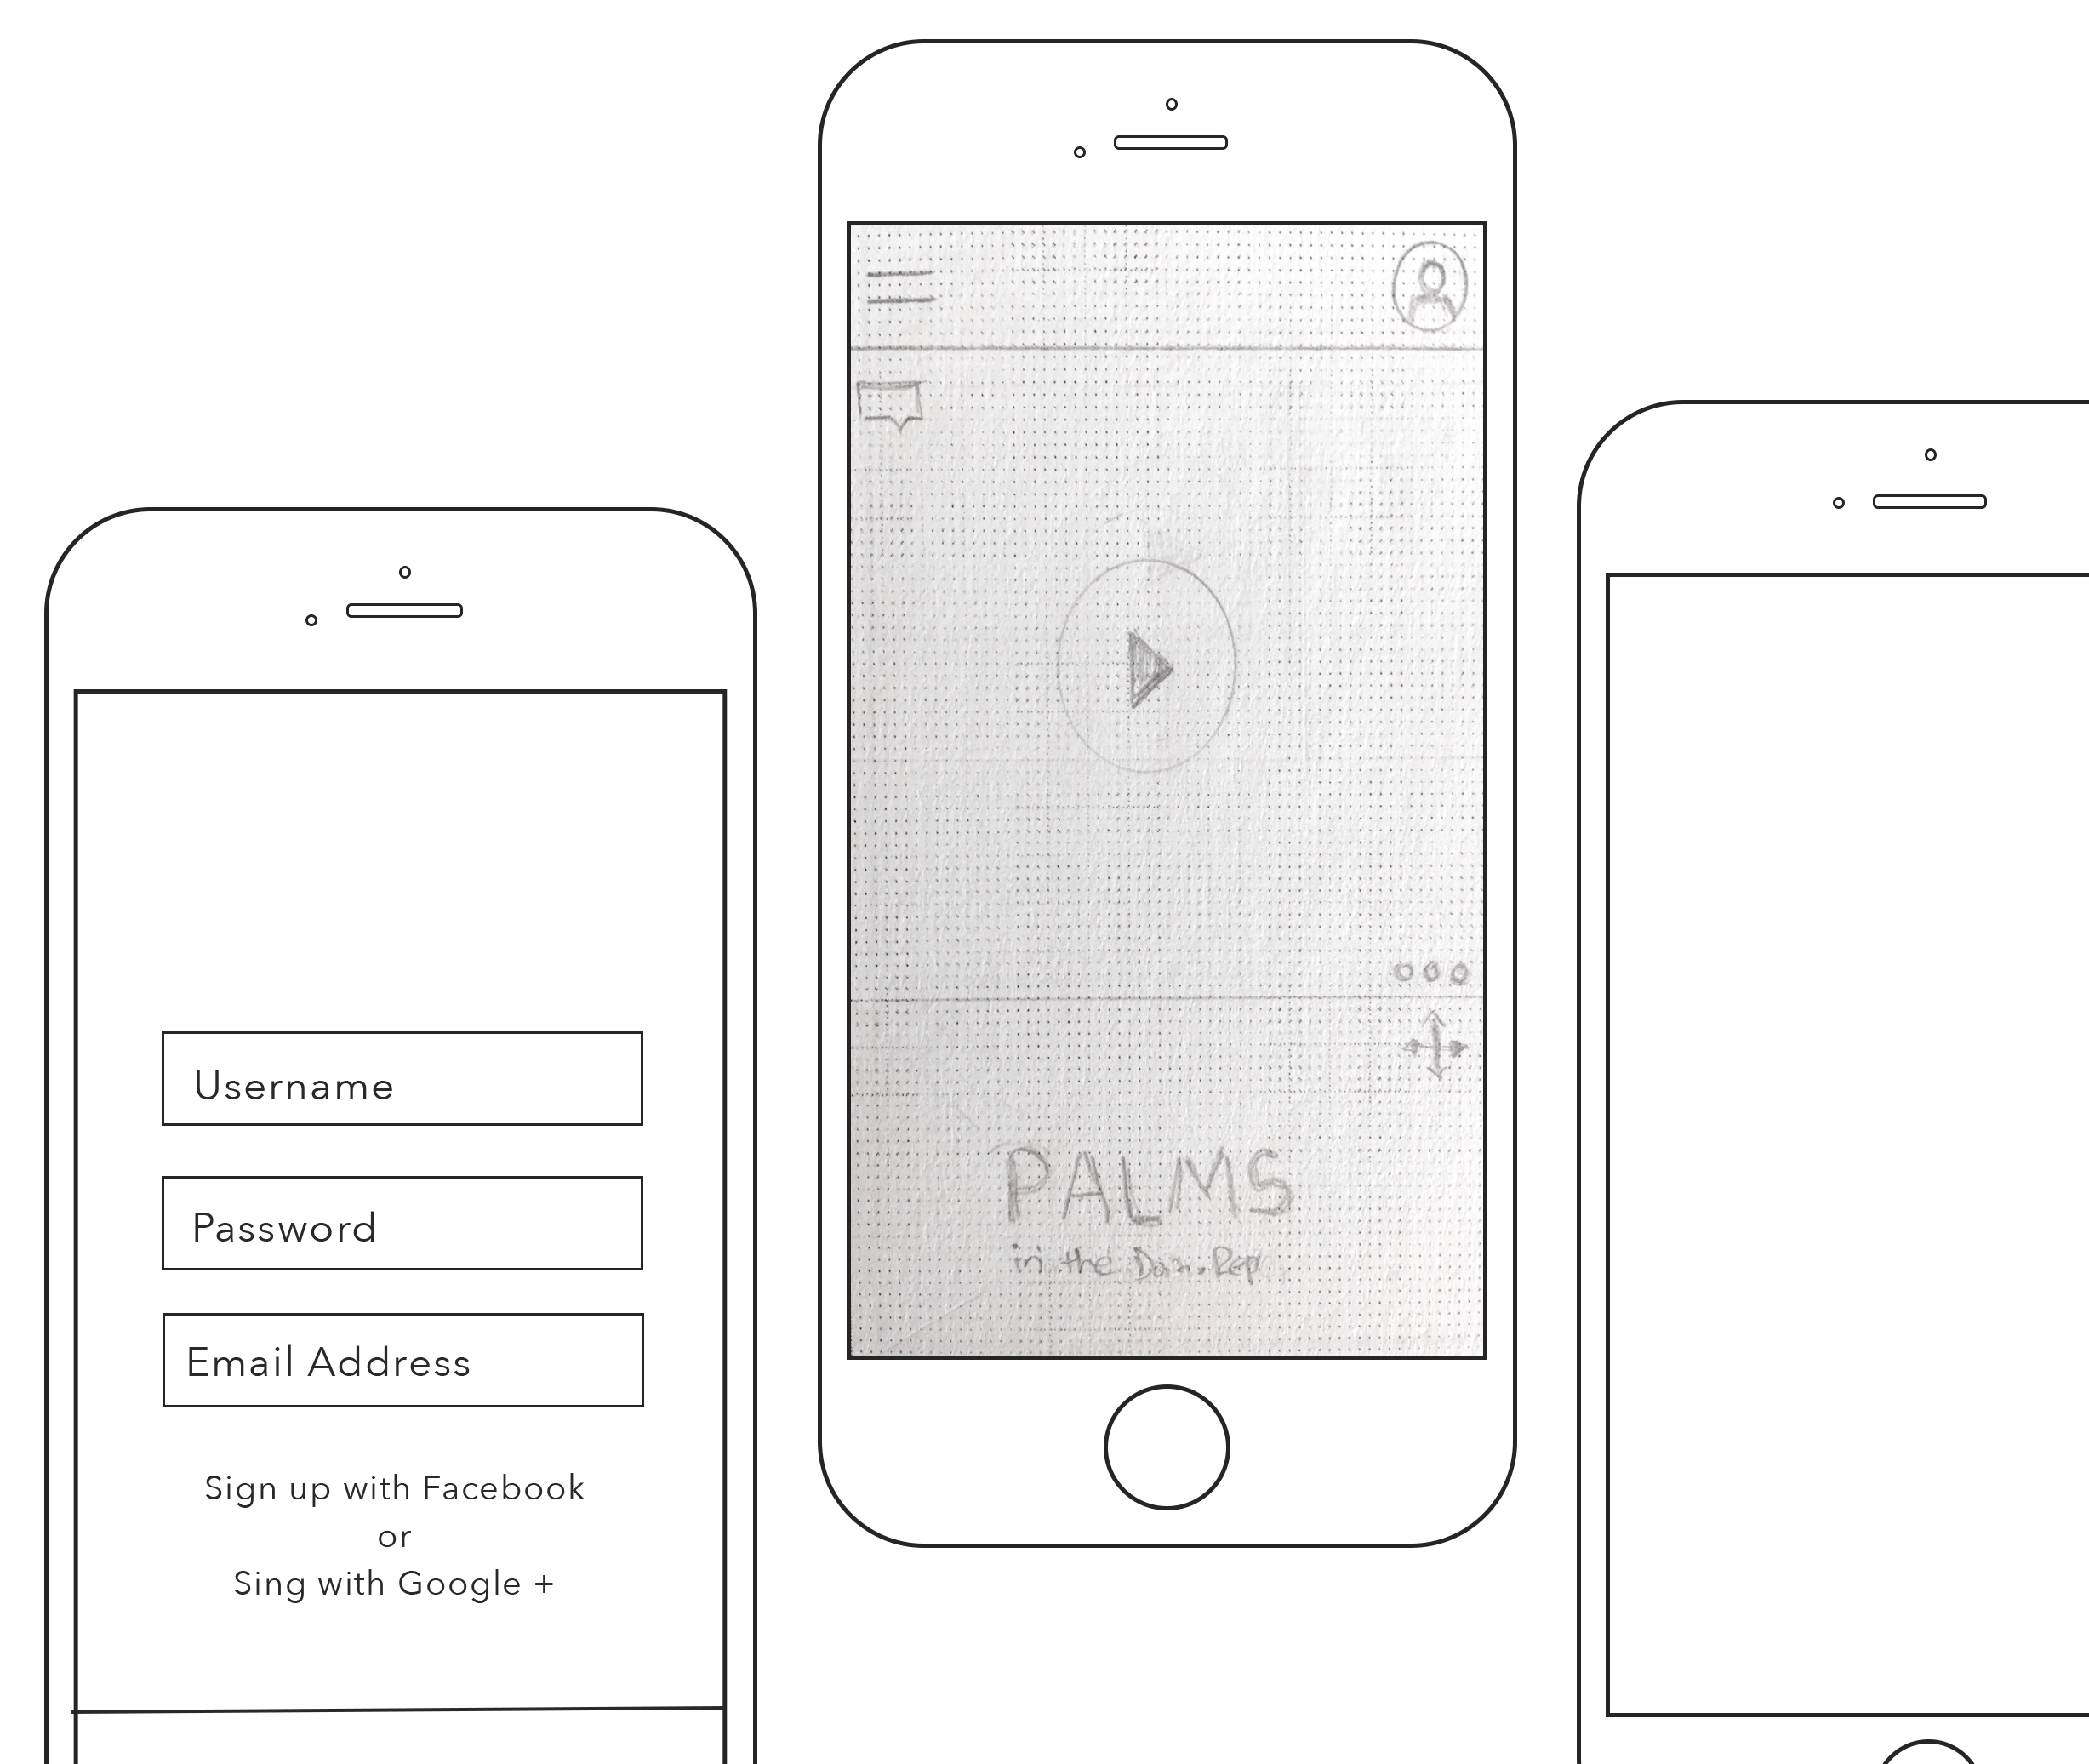 Username
Password
Email Address
Sign up with Facebook
or
Sing with Google +
PALMS
in the Dom. Rep